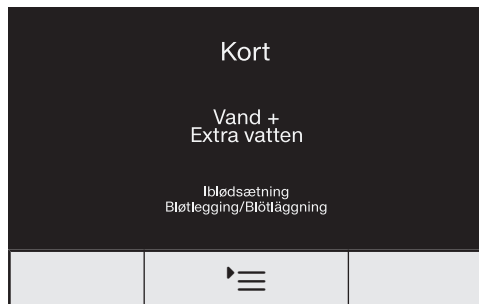 Kort
Vand +
Extra vatten
Iblødsætning
Bløtlegging/Blötläggning